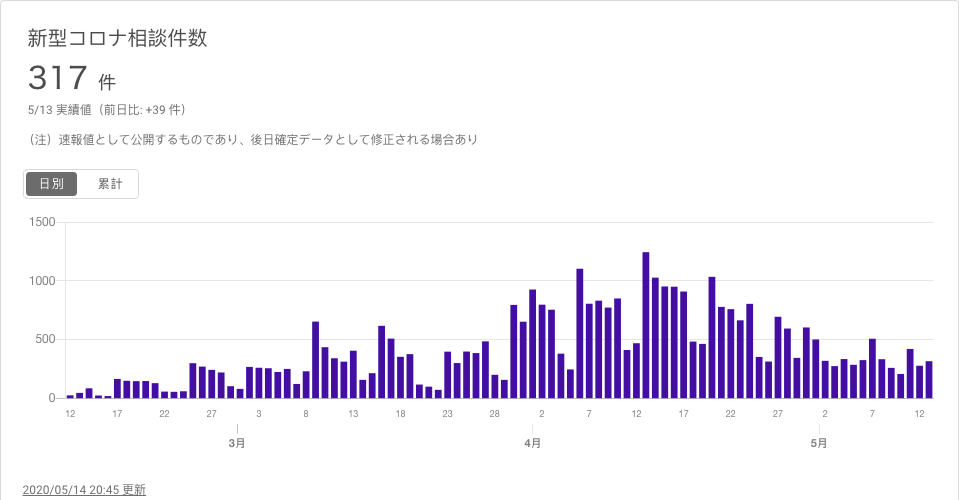 新型コロナ相談件数
317 件
5/13 実績値（前日比: +39 件）
（注）速報値として公開するものであり、後日確定データとして修正される場合あり
日別 累計
1500
1000
500
0
12 17 22 27 3 8 13 18 23 28 2 7 12 17 22 27 2 7 12
3月 4月 5月
2020/05/14 20:45 更新